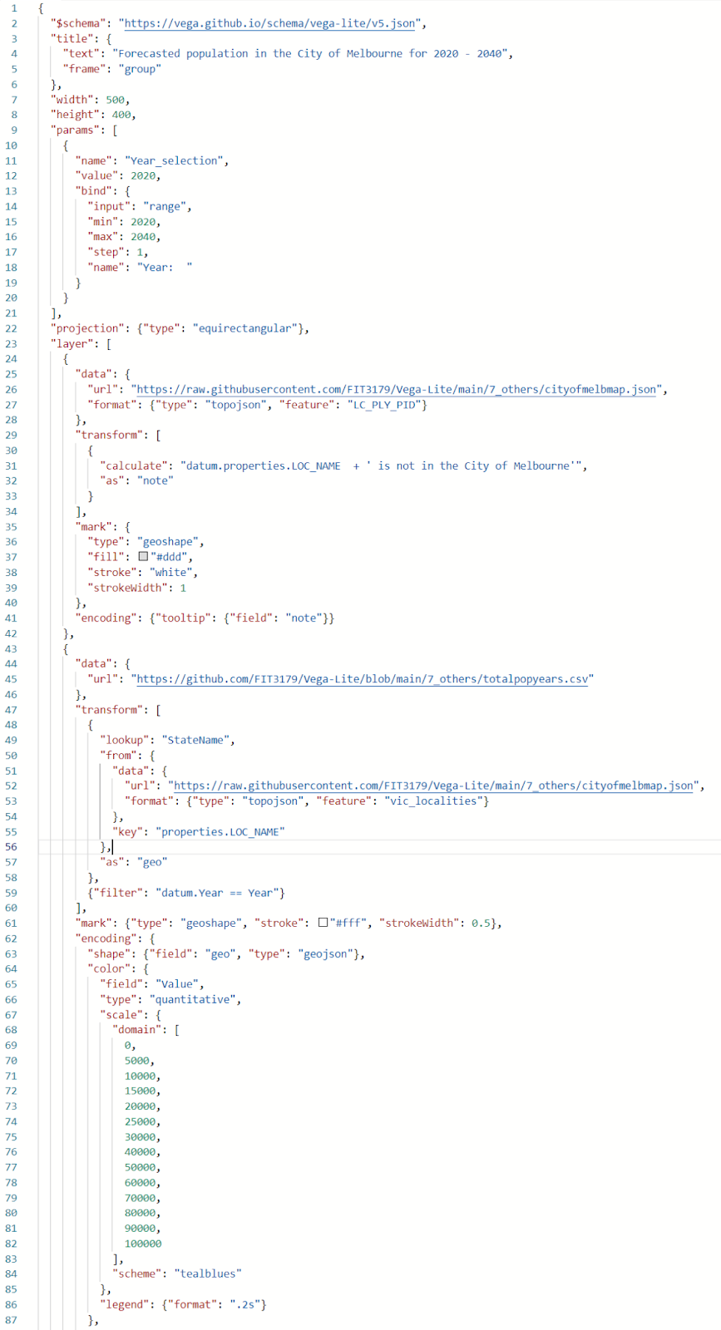 1 {
2 "$schema": "https://vega.github.io/schema/vega-lite/v5.json",
3 "title": {
4 "text": "Forecasted population in the City of Melbourne for 2020 - 2040",
5 "frame": "group"
6 },
7 "width": 500,
8 "height": 400,
9 "params": [
10 {
11 "name": "Year_selection",
12 "value": 2020,
13 "bind": {
14 "input": "range",
15 "min": 2020,
16 "max": 2040,
17 "step": 1,
18 "name": "Year:  "
19 }
20 }
21 ],
22 "projection": {"type": "equirectangular"},
23 "layer": [
24 {
25 "data": {
26 "url": "https://raw.githubusercontent.com/FIT3179/Vega-Lite/main/7_others/cityofmelbmap.json",
27 "format": {"type": "topojson", "feature": "LC_PLY_PID"}
28 },
29 "transform": [
30 {
31 "calculate": "datum.properties.LOC_NAME  + ' is not in the City of Melbourne'",
32 "as": "note"
33 }
34 ],
35 "mark": {
36 "type": "geoshape",
37 "fill": "#ddd",
38 "stroke": "white",
39 "strokeWidth": 1
40 },
41 "encoding": {"tooltip": {"field": "note"}}
42 },
43 {
44 "data": {
45 "url": "https://github.com/FIT3179/Vega-Lite/blob/main/7_others/totalpopyears.csv"
46 },
47 "transform": [
48 {
49 "lookup": "StateName",
50 "from": {
51 "data": {
52 "url": "https://raw.githubusercontent.com/FIT3179/Vega-Lite/main/7_others/cityofmelbmap.json",
53 "format": {"type": "topojson", "feature": "vic_localities"}
54 },
55 "key": "properties.LOC_NAME"
56 },
57 "as": "geo"
58 },
59 {"filter": "datum.Year == Year"}
60 ],
61 "mark": {"type": "geoshape", "stroke": "#fff", "strokeWidth": 0.5},
62 "encoding": {
63 "shape": {"field": "geo", "type": "geojson"},
64 "color": {
65 "field": "Value",
66 "type": "quantitative",
67 "scale": {
68 "domain": [
69 0,
70 5000,
71 10000,
72 15000,
73 20000,
74 25000,
75 30000,
76 40000,
77 50000,
78 60000,
79 70000,
80 80000,
81 90000,
82 100000
83 ],
84 "scheme": "tealblues"
85 },
86 "legend": {"format": ".2s"}
87 },